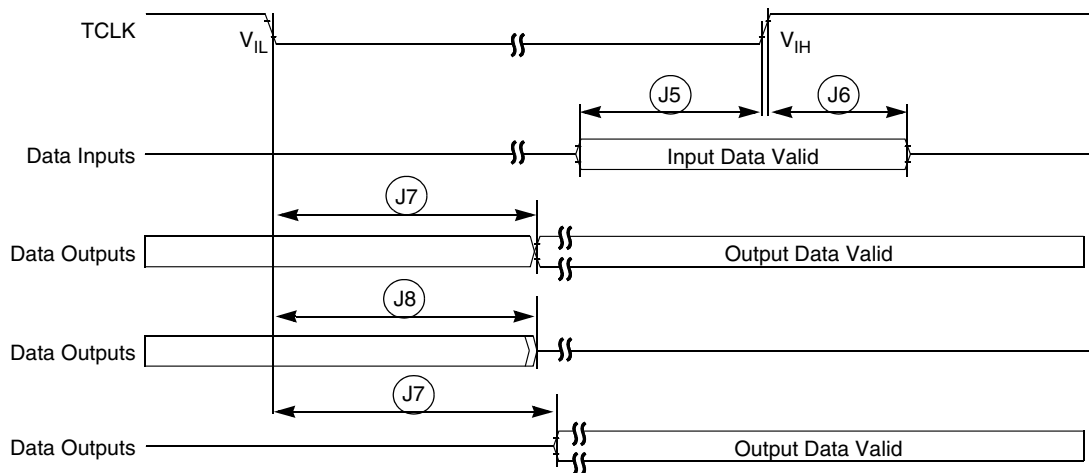 TCLK
V_IL
V_IH
J5
J6
Data Inputs
Input Data Valid
J7
Data Outputs
Output Data Valid
J8
Data Outputs
J7
Data Outputs
Output Data Valid